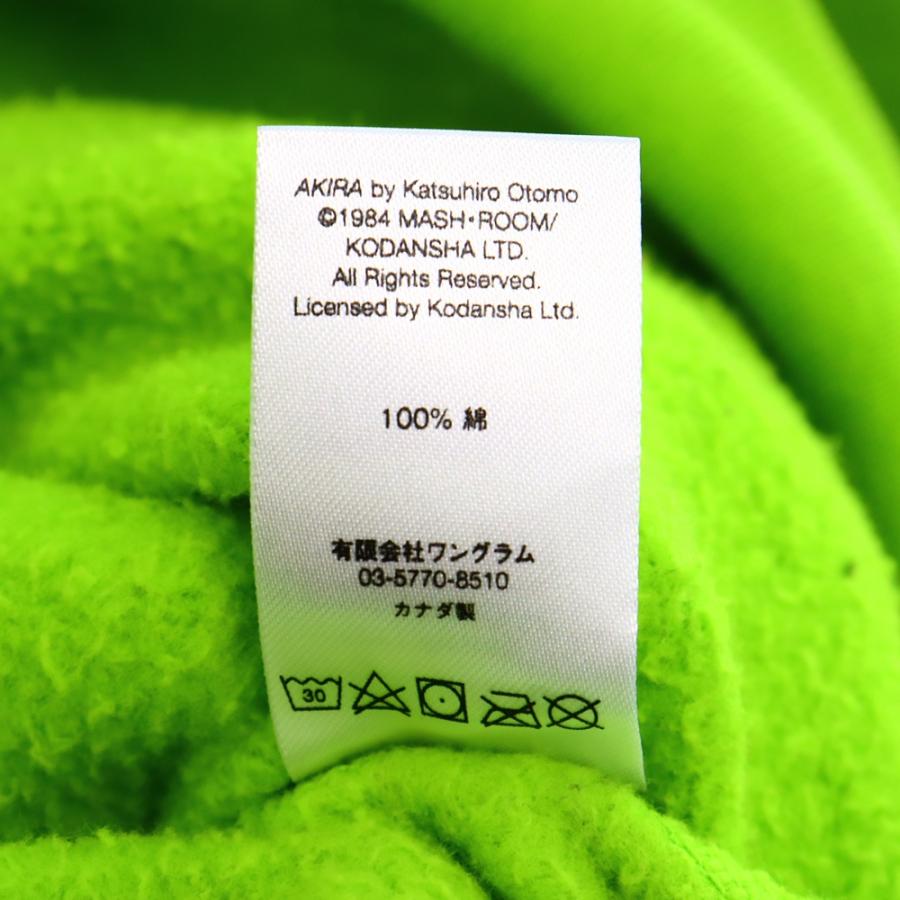 AKIRA by Katsuhiro Otomo
©1984 MASH・ROOM/
KODANSHA LTD.
All Rights Reserved.
Licensed by Kodansha Ltd.
100% 綿
有限会社ワングラム
03-5770-8510
カナダ製
30